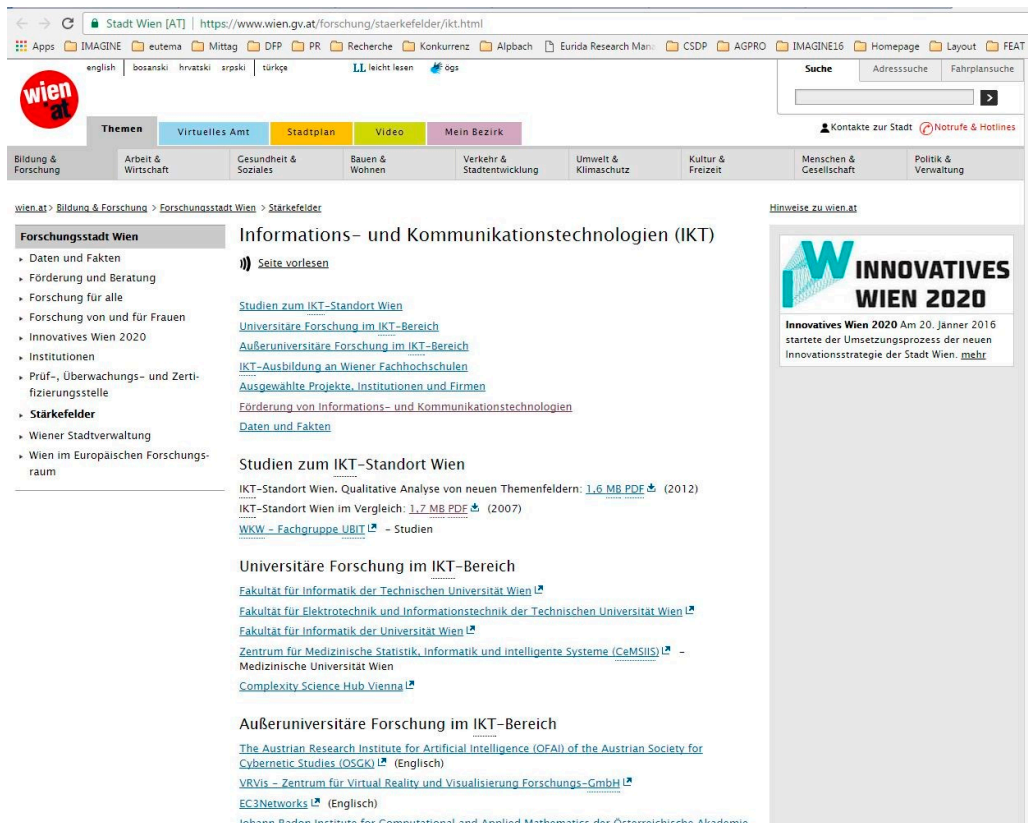 Stadt Wien [AT] | https://www.wien.gv.at/forschung/staerkefelder/ikt.html
Apps IMAGINE eutema Mittag DFP PR Recherche Konkurrenz Alpbach Eurida Research Mana CSDP AGPRO IMAGINE16 Homepage Layout FEAT
english bosanski hrvatski srpski türkçe LL leicht lesen ögs
Suche Adresssuche Fahrplansuche
wien.at
Themen Virtuelles Amt Stadtplan Video Mein Bezirk
Kontakte zur Stadt Notrufe & Hotlines
Bildung & Forschung
Arbeit & Wirtschaft
Gesundheit & Soziales
Bauen & Wohnen
Verkehr & Stadtentwicklung
Umwelt & Klimaschutz
Kultur & Freizeit
Menschen & Gesellschaft
Politik & Verwaltung
wien.at > Bildung & Forschung > Forschungsstadt Wien > Stärkefelder
Hinweise zu wien.at
Forschungsstadt Wien
Daten und Fakten
Förderung und Beratung
Forschung für alle
Forschung von und für Frauen
Innovatives Wien 2020
Institutionen
Prüf-, Überwachungs- und Zerti-
fizierungsstelle
Stärkefelder
Wiener Stadtverwaltung
Wien im Europäischen Forschungs-
raum
Informations- und Kommunikationstechnologien (IKT)
Seite vorlesen
Studien zum IKT-Standort Wien
Universitäre Forschung im IKT-Bereich
Außeruniversitäre Forschung im IKT-Bereich
IKT-Ausbildung an Wiener Fachhochschulen
Ausgewählte Projekte, Institutionen und Firmen
Förderung von Informations- und Kommunikationstechnologien
Daten und Fakten
Studien zum IKT-Standort Wien
IKT-Standort Wien. Qualitative Analyse von neuen Themenfeldern: 1,6 MB PDF (2012)
IKT-Standort Wien im Vergleich: 1,7 MB PDF (2007)
WKW - Fachgruppe UBIT - Studien
Universitäre Forschung im IKT-Bereich
Fakultät für Informatik der Technischen Universität Wien
Fakultät für Elektrotechnik und Informationstechnik der Technischen Universität Wien
Fakultät für Informatik der Universität Wien
Zentrum für Medizinische Statistik, Informatik und intelligente Systeme (CeMSIIS) -
Medizinische Universität Wien
Complexity Science Hub Vienna
Außeruniversitäre Forschung im IKT-Bereich
The Austrian Research Institute for Artificial Intelligence (OFAI) of the Austrian Society for
Cybernetic Studies (OSGK) (Englisch)
VRVis - Zentrum für Virtual Reality und Visualisierung Forschungs-GmbH
EC3Networks (Englisch)
Johann Radon Institute for Computational and Applied Mathematics der Österreichische Akademie
W INNOVATIVES
WIEN 2020
Innovatives Wien 2020 Am 20. Jänner 2016
startete der Umsetzungsprozess der neuen
Innovationsstrategie der Stadt Wien. mehr